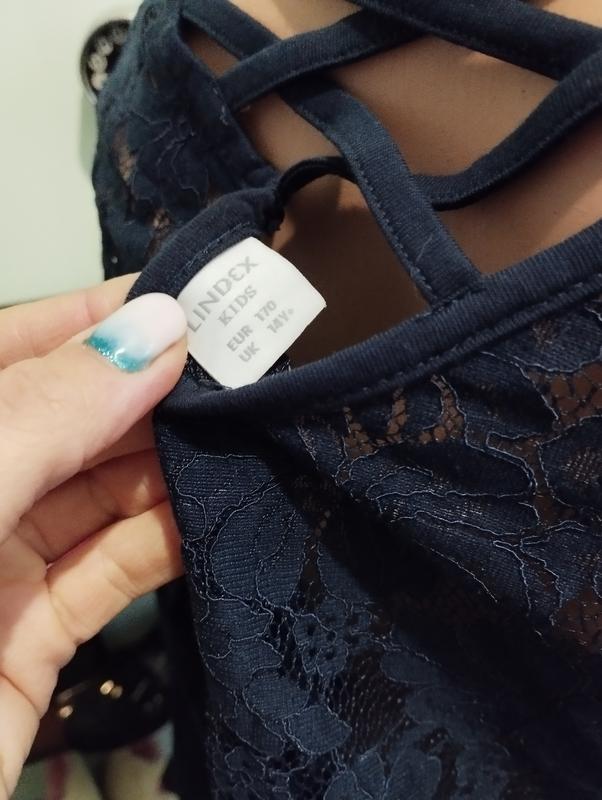 LINDEX
KIDS
EUR 170
UK 14Y+